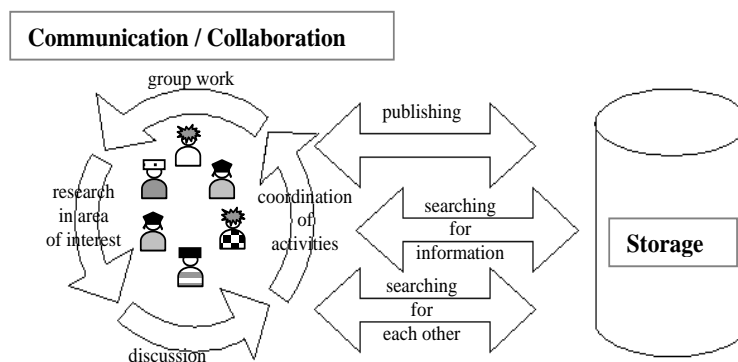 Communication / Collaboration
group work
publishing
research
in area
of interest
coordination
of
activities
searching
for
information
Storage
searching
for
each other
discussion